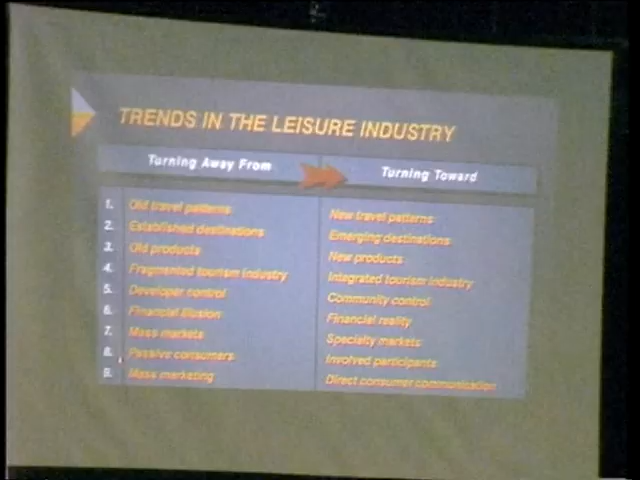 TRENDS IN THE LEISURE INDUSTRY
Turning Away From Turning Toward
1. Old travel patterns New travel patterns
2. Established destinations Emerging destinations
3. Old products New products
4. Fragmented tourism industry Integrated tourism industry
5. Developer control Community control
6. Financial illusion Financial reality
7. Mass markets Specialty markets
8. Passive consumers Involved participants
9. Mass marketing Direct consumer communication